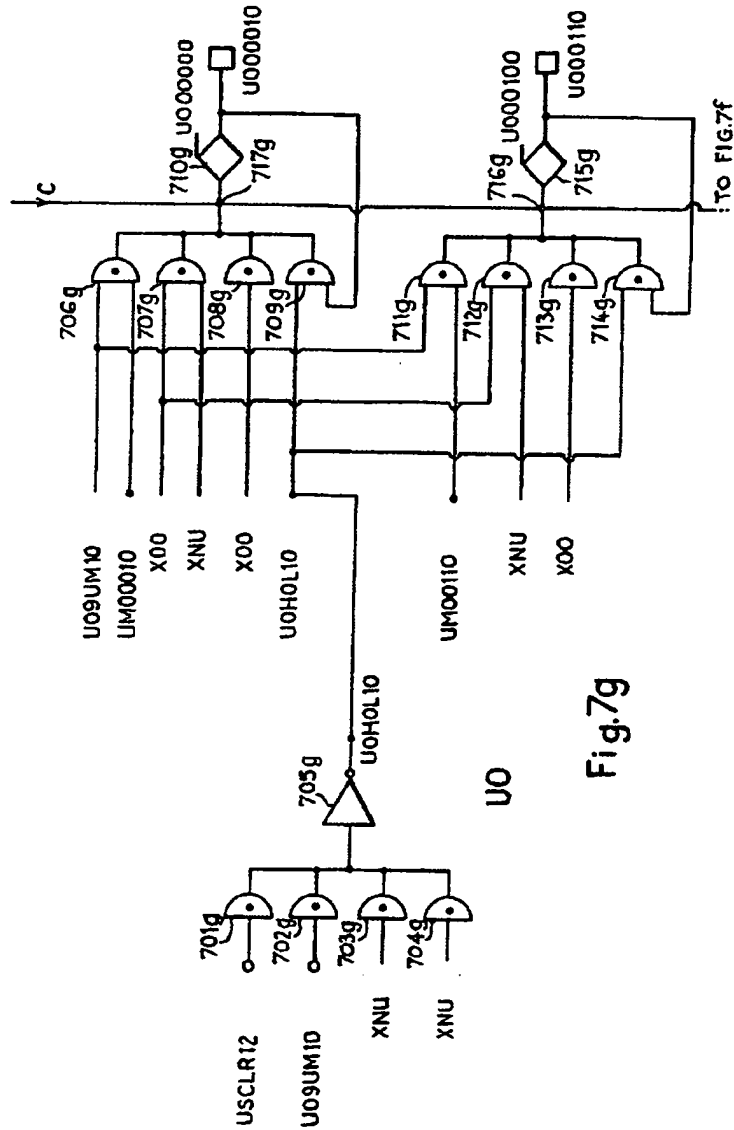 U09UM10
UM00010
X00
XNU
X00
U0H0L10
706g
707g
708g
709g
C
710g
717g
U000000
U000010
UM00110
XNU
X00
711g
712g
713g
714g
716g
715g
U000100
U000110
TO FIG.7f
USCLR12
U09UM10
XNU
XNU
701g
702g
703g
704g
705g
U0H0L10
U0
Fig.7g